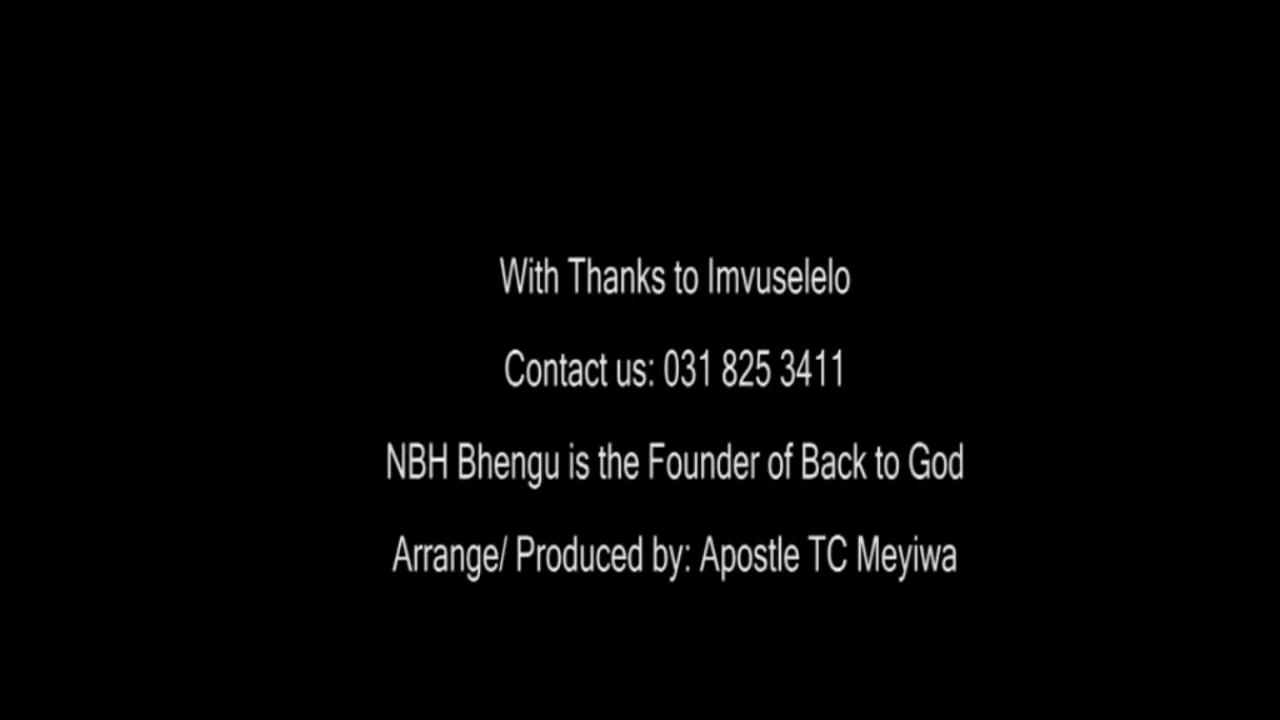 With Thanks to Imvuselelo
Contact us: 031 825 3411
NBH Bhengu is the Founder of Back to God
Arrange/ Produced by: Apostle TC Meyiwa